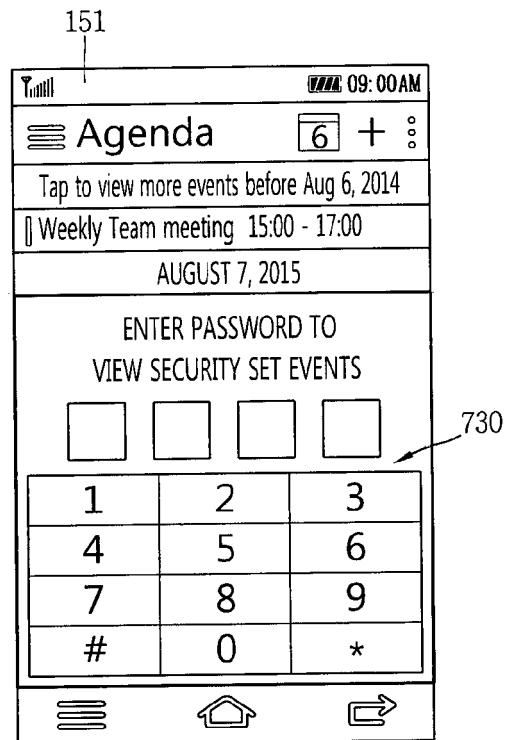 151
09:00AM
Agenda 6 +
Tap to view more events before Aug 6, 2014
Weekly Team meeting 15:00 - 17:00
AUGUST 7, 2015
ENTER PASSWORD TO
VIEW SECURITY SET EVENTS
730
1 2 3
4 5 6
7 8 9
# 0 *